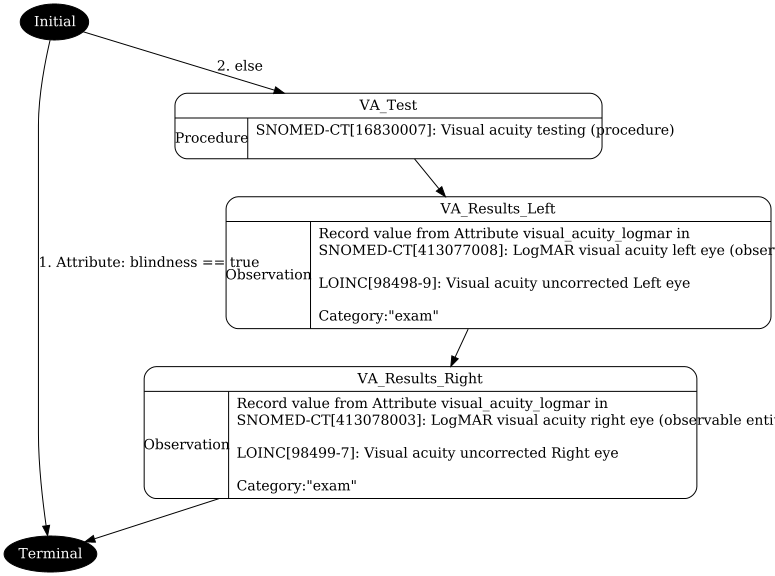 Initial
2. else
VA_Test
Procedure
SNOMED-CT[16830007]: Visual acuity testing (procedure)
VA_Results_Left
1. Attribute: blindness == true
Observation
Record value from Attribute visual_acuity_logmar in
SNOMED-CT[413077008]: LogMAR visual acuity left eye (obser
LOINC[98498-9]: Visual acuity uncorrected Left eye
Category:"exam"
VA_Results_Right
Observation
Record value from Attribute visual_acuity_logmar in
SNOMED-CT[413078003]: LogMAR visual acuity right eye (observable enti
LOINC[98499-7]: Visual acuity uncorrected Right eye
Category:"exam"
Terminal